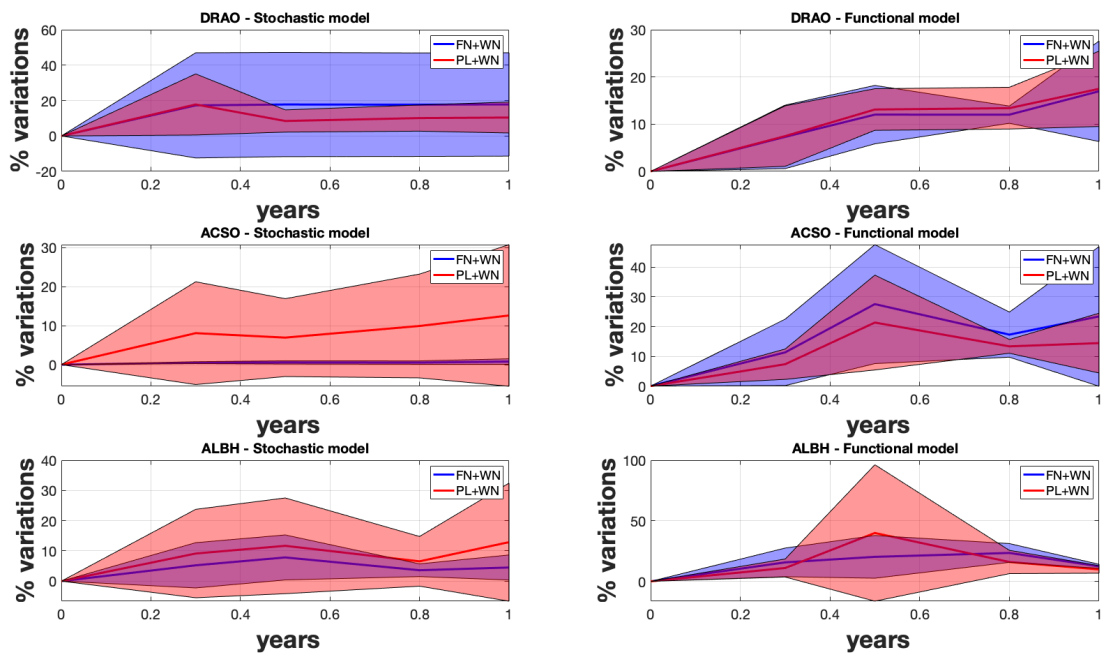 DRAO - Stochastic model
% variations
60
40
20
0
-20
FN+WN
PL+WN
0 0.2 0.4 0.6 0.8 1
years
DRAO - Functional model
% variations
30
20
10
0
FN+WN
PL+WN
0 0.2 0.4 0.6 0.8 1
years
ACSO - Stochastic model
% variations
30
20
10
0
FN+WN
PL+WN
0 0.2 0.4 0.6 0.8 1
years
ACSO - Functional model
% variations
40
30
20
10
0
FN+WN
PL+WN
0 0.2 0.4 0.6 0.8 1
years
ALBH - Stochastic model
% variations
40
30
20
10
0
FN+WN
PL+WN
0 0.2 0.4 0.6 0.8 1
years
ALBH - Functional model
% variations
100
50
0
FN+WN
PL+WN
0 0.2 0.4 0.6 0.8 1
years